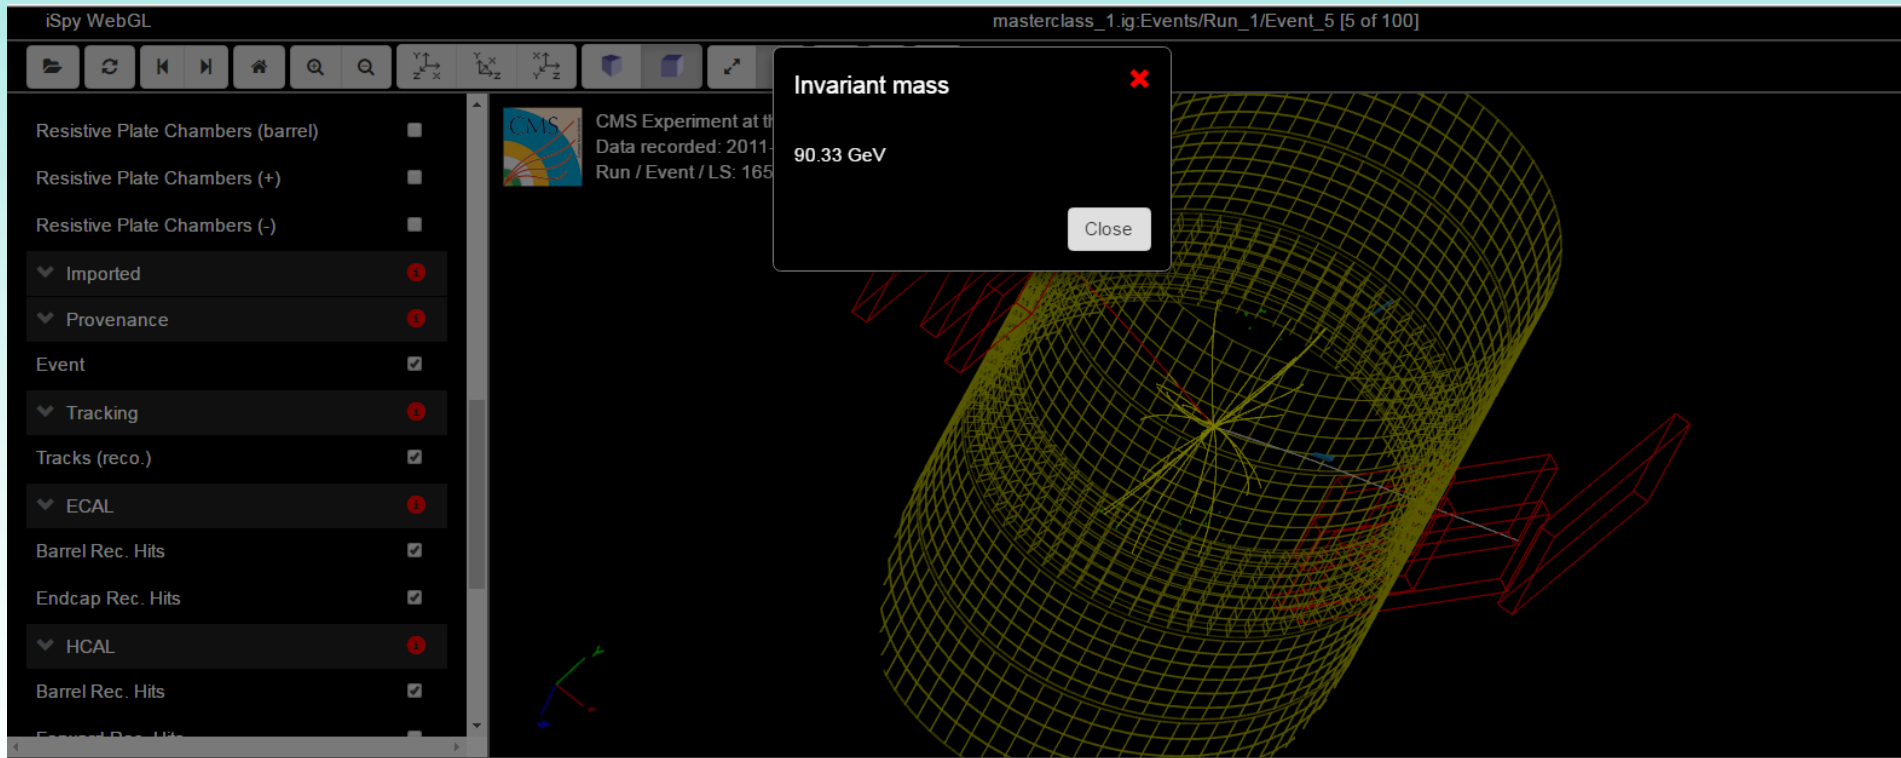 iSpy WebGL
masterclass_1.ig:Events/Run_1/Event_5 [5 of 100]
Invariant mass
90.33 GeV
Close
CMS
CMS Experiment at
Data recorded: 2011-
Run / Event / LS: 165
Resistive Plate Chambers (barrel)
Resistive Plate Chambers (+)
Resistive Plate Chambers (-)
Imported
Provenance
Event
Tracking
Tracks (reco.)
ECAL
Barrel Rec. Hits
Endcap Rec. Hits
HCAL
Barrel Rec. Hits